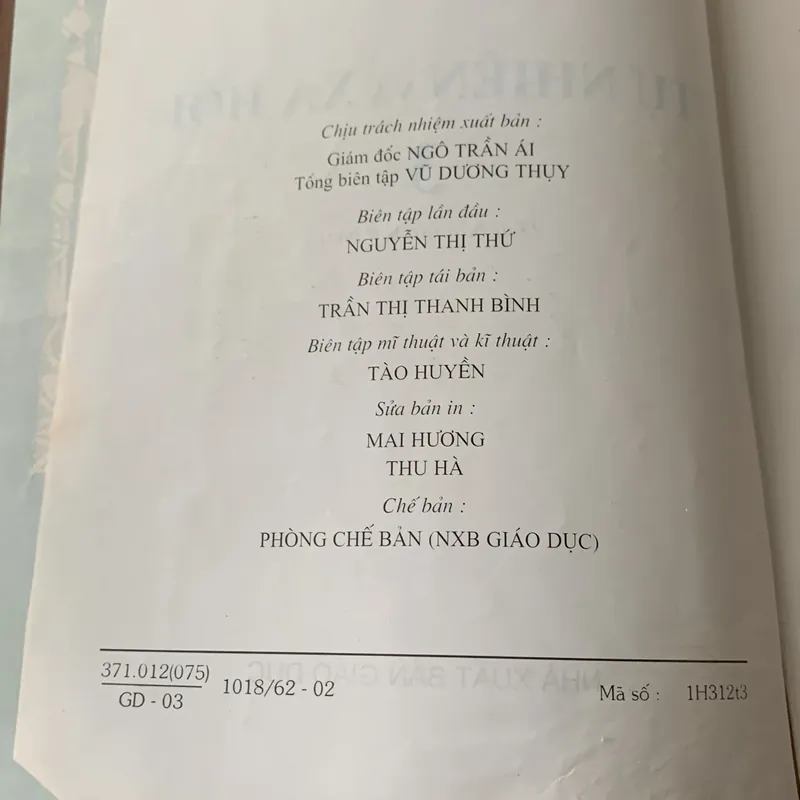 Chịu trách nhiệm xuất bản :
Giám đốc NGÔ TRẦN ÁI
Tổng biên tập VŨ DƯƠNG THỤY
Biên tập lần đầu :
NGUYỄN THỊ THỨ
Biên tập tái bản :
TRẦN THỊ THANH BÌNH
Biên tập mĩ thuật và kĩ thuật :
TÀO HUYỀN
Sửa bản in :
MAI HƯƠNG
THU HÀ
Chế bản :
PHÒNG CHẾ BẢN (NXB GIÁO DỤC)
371.012(075)
GD - 03
1018/62 - 02
Mã số : 1H312t3